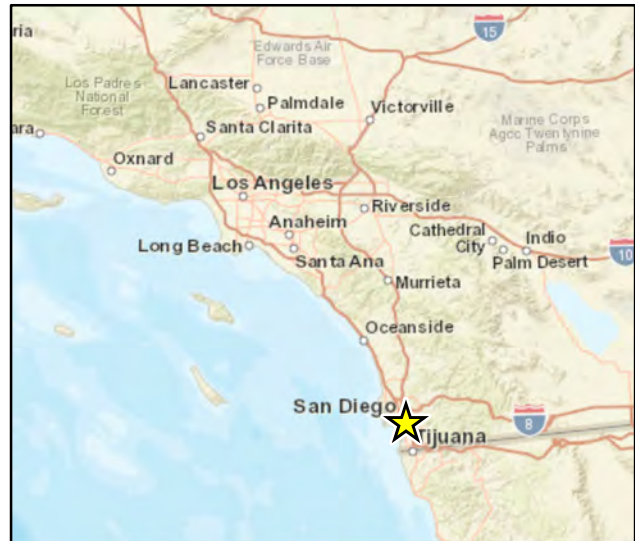 ria
15
Edwards Air
Force Base
Los Padres
National
Forest
Lancaster
Palmdale
Victorville
Marine Corps
Agcc Twentynine
Palms
ara
Santa Clarita
Oxnard
Los Angeles
Riverside
Anaheim
Cathedral
City
Indio
Long Beach
Santa Ana
Palm Desert
10
Murrieta
Oceanside
San Diego
8
Tijuana